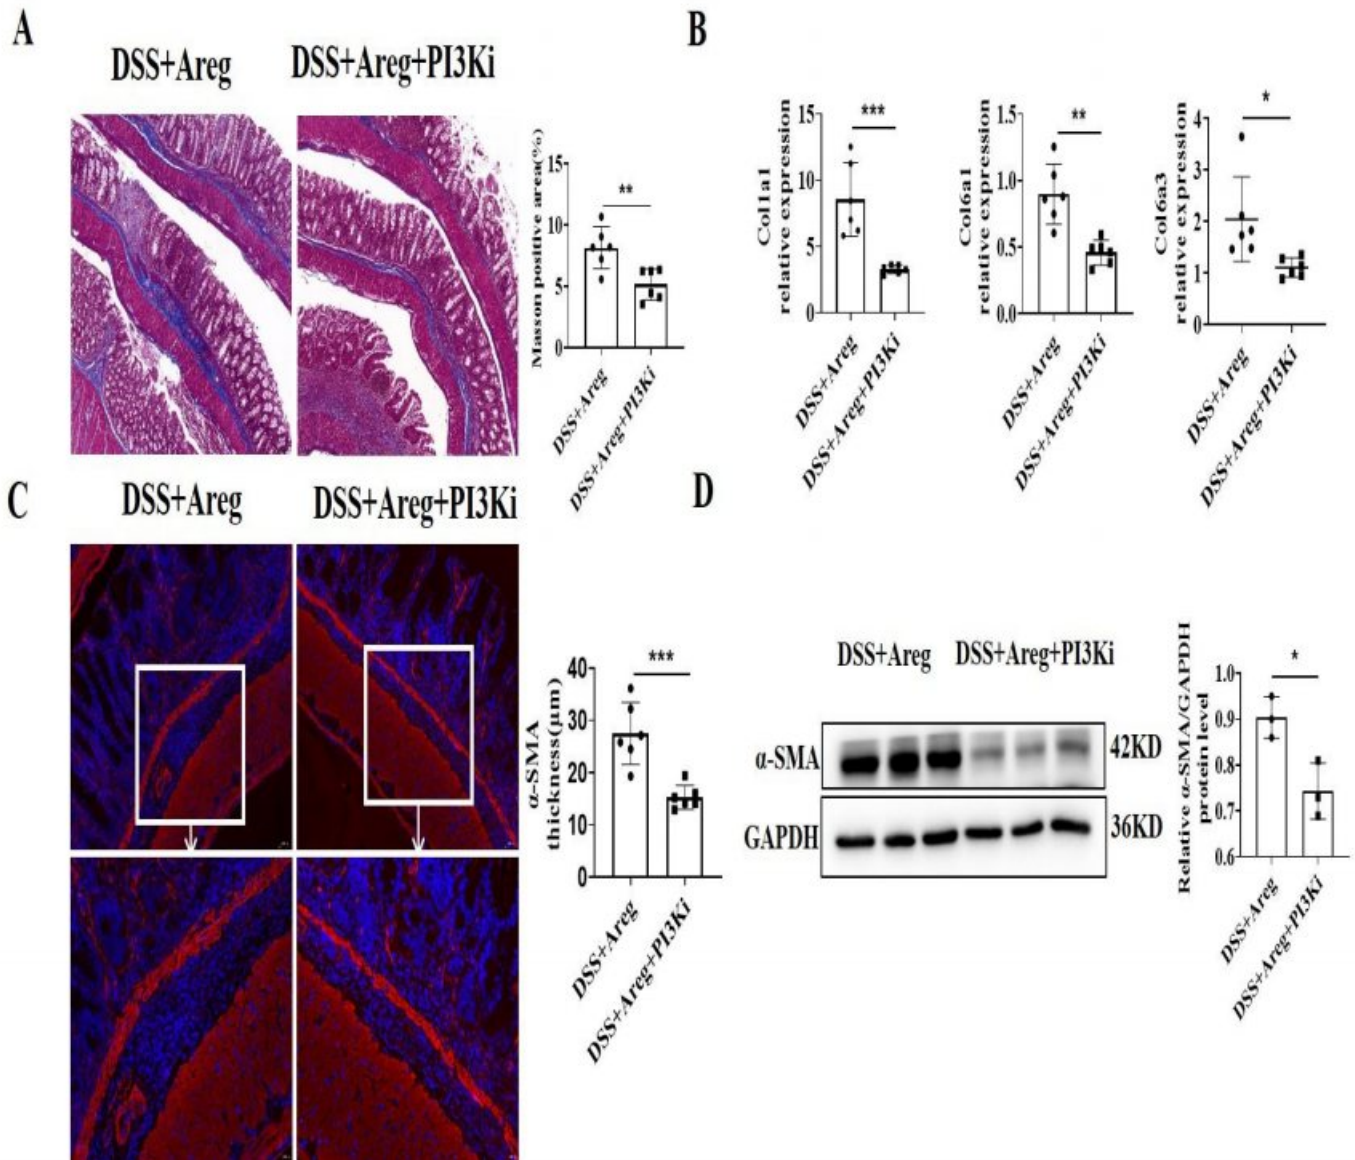 A
DSS+Areg
DSS+Areg+PI3Ki
Masson positive area(%)
15
10
5
0
**
DSS+Areg
DSS+Areg+PI3Ki
B
Col1a1
relative expression
15
10
5
0
***
DSS+Areg
DSS+Areg+PI3Ki
Col6a1
relative expression
1.5
1.0
0.5
0.0
**
DSS+Areg
DSS+Areg+PI3Ki
Col6a3
relative expression
4
3
2
1
0
*
DSS+Areg
DSS+Areg+PI3Ki
C
DSS+Areg
DSS+Areg+PI3Ki
α-SMA
thickness(μm)
40
30
20
10
0
***
DSS+Areg
DSS+Areg+PI3Ki
D
DSS+Areg
DSS+Areg+PI3Ki
α-SMA
42KD
GAPDH
36KD
Relative α-SMA/GAPDH
protein level
1.0
0.9
0.8
0.7
0.6
*
DSS+Areg
DSS+Areg+PI3Ki